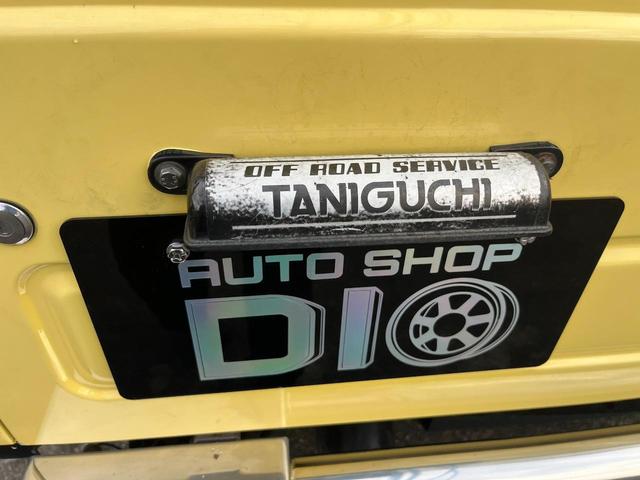 OFF ROAD SERVICE
TANIGUCHI
AUTO SHOP
DIO